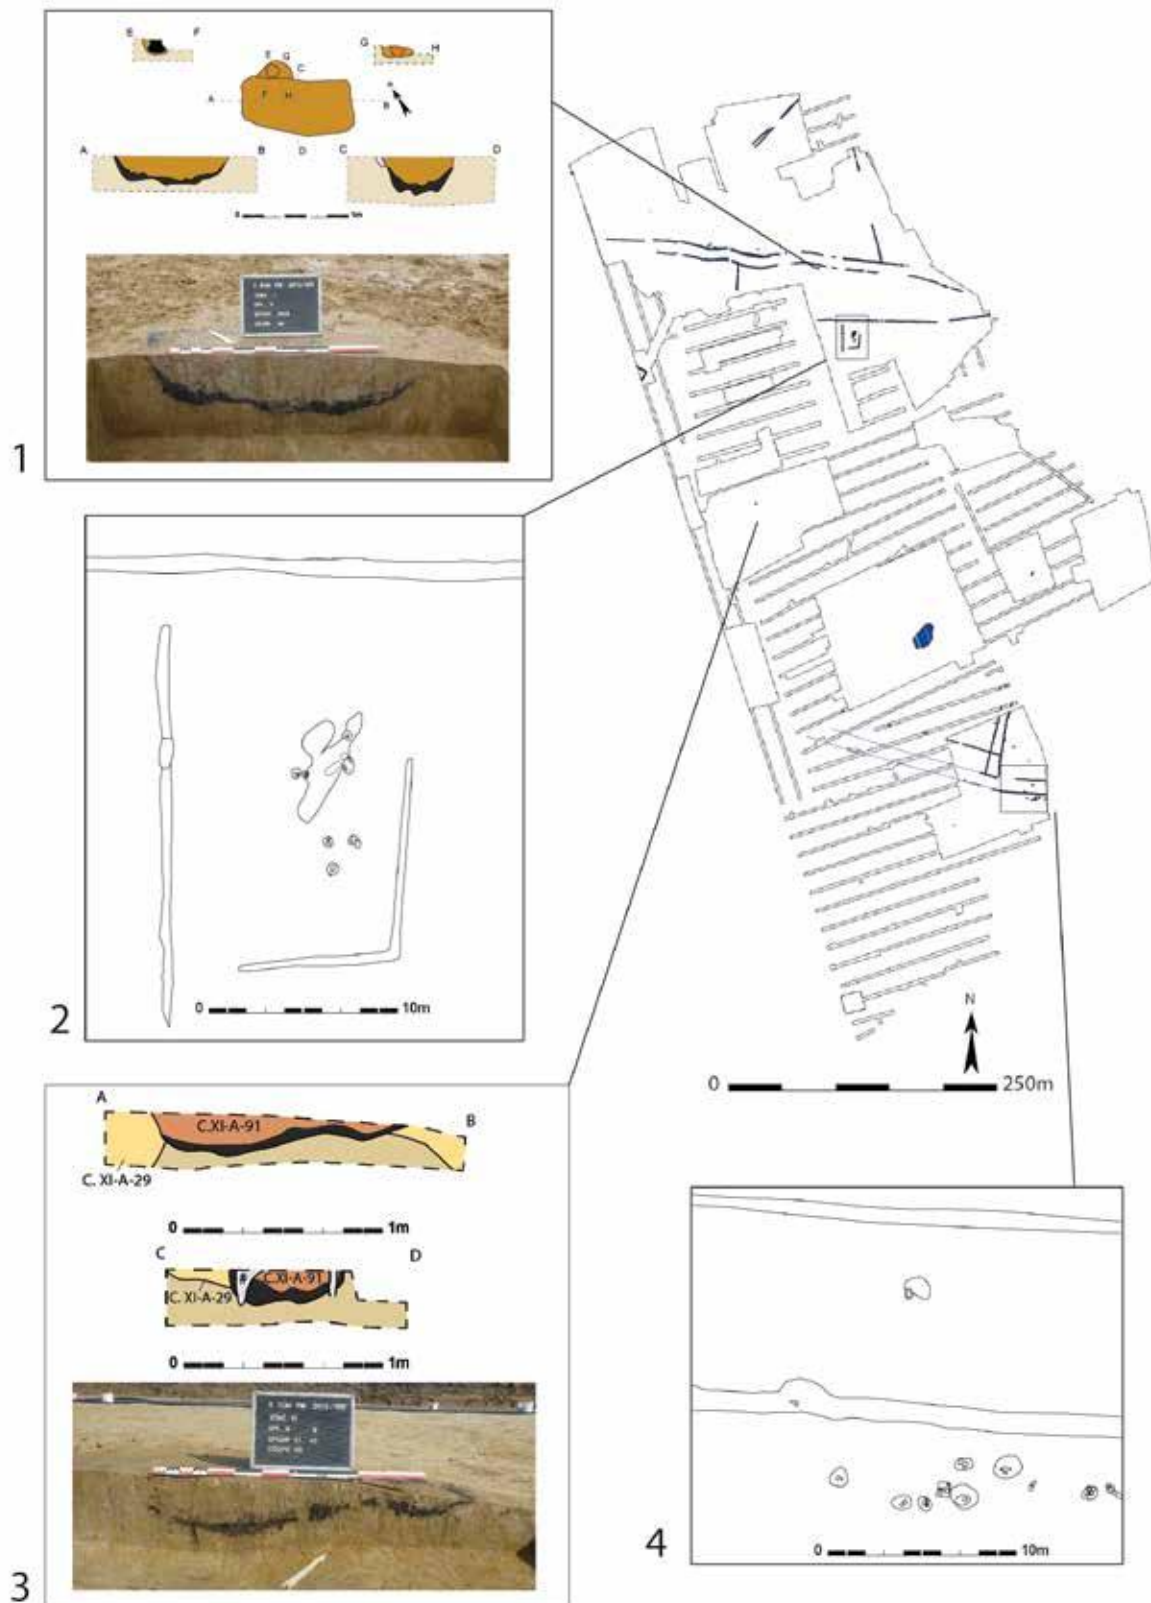 E F
G H
E G
C
A F H B
D
A B C D
0 1m
1
0 10m
2
N
0 250m
A
B
C.XI-A-91
C. XI-A-29
0 1m
C D
# C.XI-A-91
C. XI-A-29
0 1m
3
0 10m
4